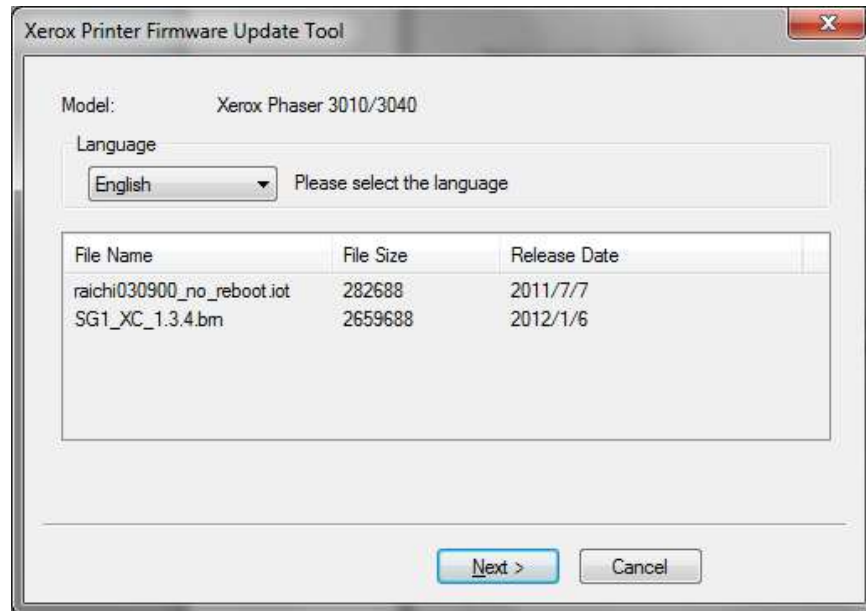 Xerox Printer Firmware Update Tool
Model: Xerox Phaser 3010/3040
Language
English Please select the language
File Name File Size Release Date
raichi030900_no_reboot.iot 282688 2011/7/7
SG1_XC_1.3.4.brn 2659688 2012/1/6
Next > Cancel